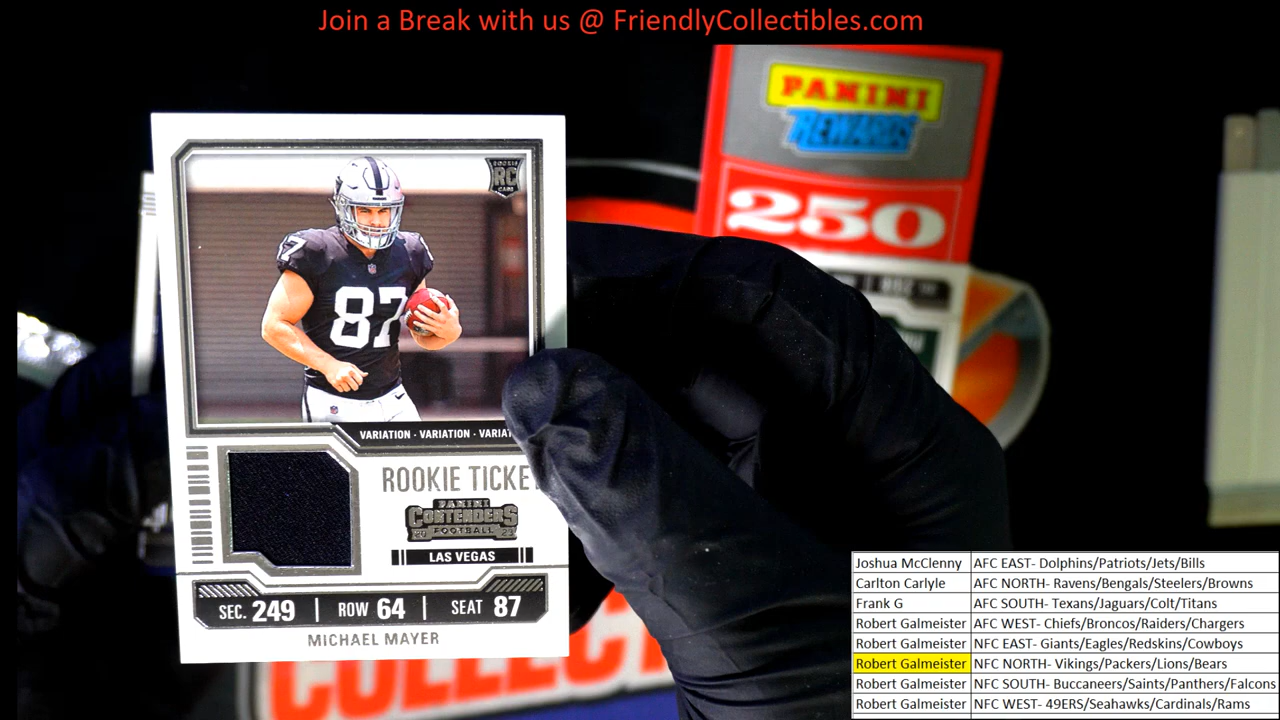 Join a Break with us @ FriendlyCollectibles.com
PANINI
REWARDS
250
ROOKIE
RC
CARD
87
87
VARIATION · VARIATION ·
ROOKIE
PANINI
CONTENDERS
FOOTBALL
LAS VEGAS
SEC. 249 | ROW 64 | SEAT 87
MICHAEL MAYER
Joshua McClenny AFC EAST- Dolphins/Patriots/Jets/Bills
Carlton Carlyle AFC NORTH- Ravens/Bengals/Steelers/Browns
Frank G AFC SOUTH- Texans/Jaguars/Colt/Titans
Robert Galmeister AFC WEST- Chiefs/Broncos/Raiders/Chargers
Robert Galmeister NFC EAST- Giants/Eagles/Redskins/Cowboys
Robert Galmeister NFC NORTH- Vikings/Packers/Lions/Bears
Robert Galmeister NFC SOUTH- Buccaneers/Saints/Panthers/Falcons
Robert Galmeister NFC WEST- 49ERS/Seahawks/Cardinals/Rams